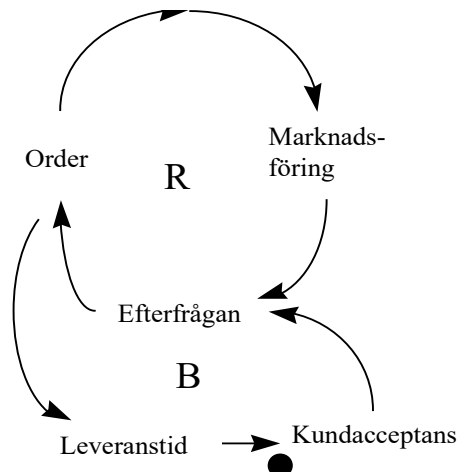 Order
Marknads-
föring
R
Efterfrågan
B
Leveranstid
Kundacceptans